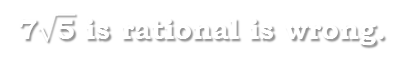 7√5 is rational is wrong.